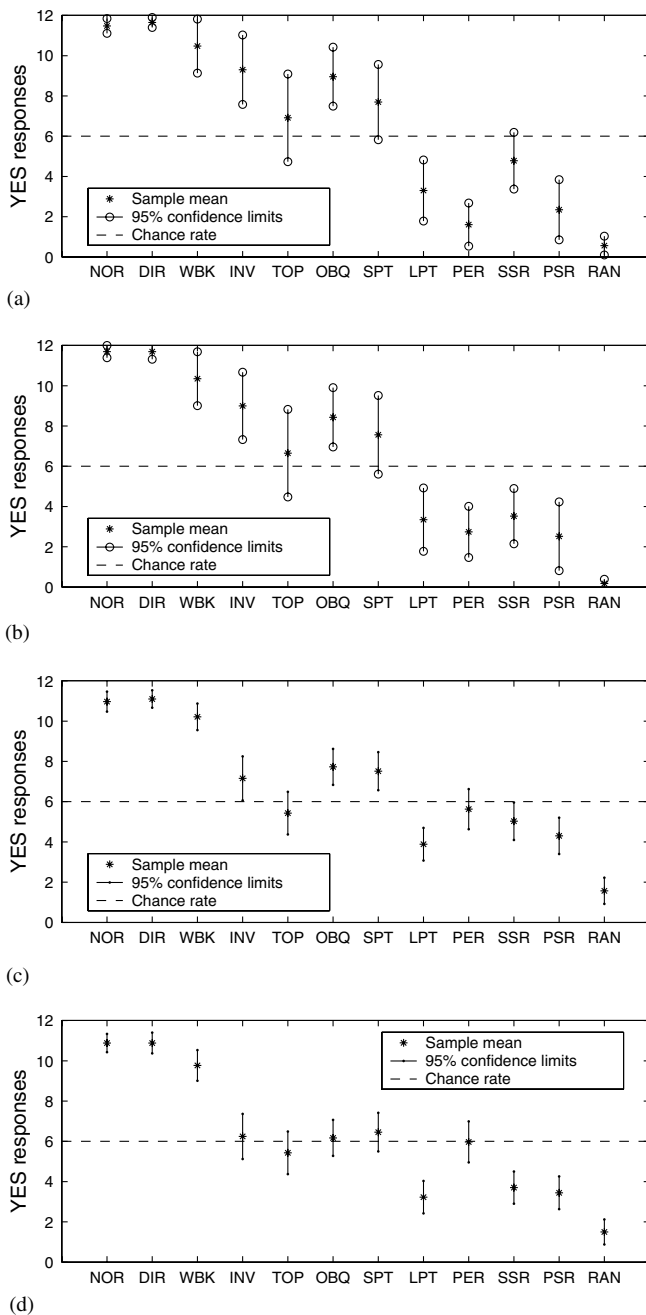 12
10
8
6
4
2
0
YES responses
Sample mean
95% confidence limits
Chance rate
NOR DIR WBK INV TOP OBQ SPT LPT PER SSR PSR RAN
(a)
12
10
8
6
4
2
0
YES responses
Sample mean
95% confidence limits
Chance rate
NOR DIR WBK INV TOP OBQ SPT LPT PER SSR PSR RAN
(b)
12
10
8
6
4
2
0
YES responses
Sample mean
95% confidence limits
Chance rate
NOR DIR WBK INV TOP OBQ SPT LPT PER SSR PSR RAN
(c)
12
10
8
6
4
2
0
YES responses
Sample mean
95% confidence limits
Chance rate
NOR DIR WBK INV TOP OBQ SPT LPT PER SSR PSR RAN
(d)